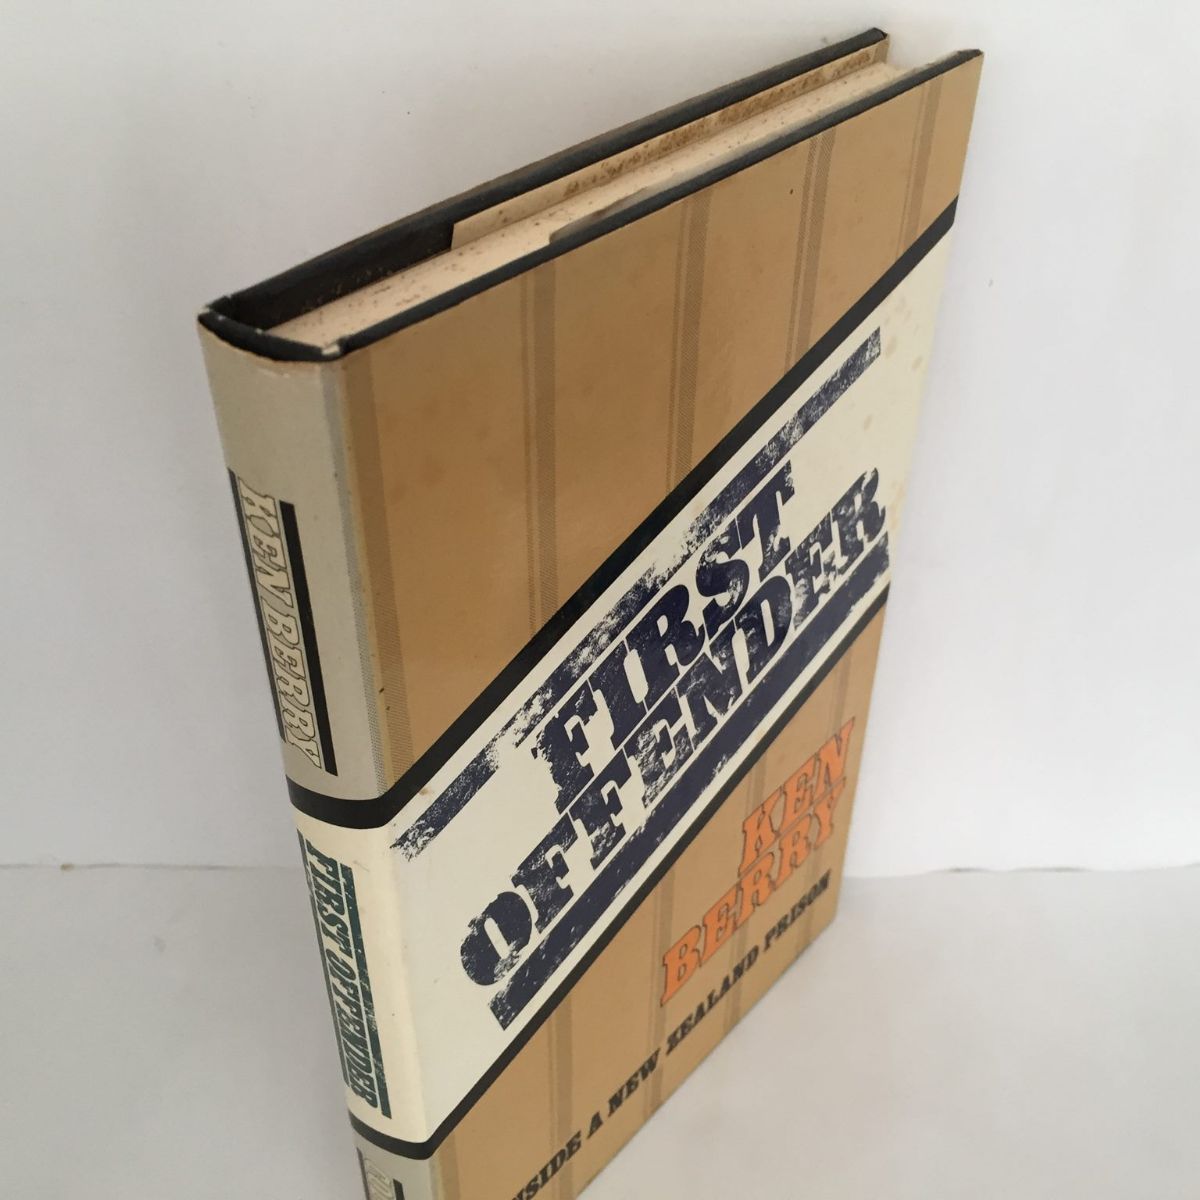 KEN BERRY
FIRST OFFENDER
FIRST
OFFENDER
KEN
BERRY
INSIDE A NEW ZEALAND PRISON